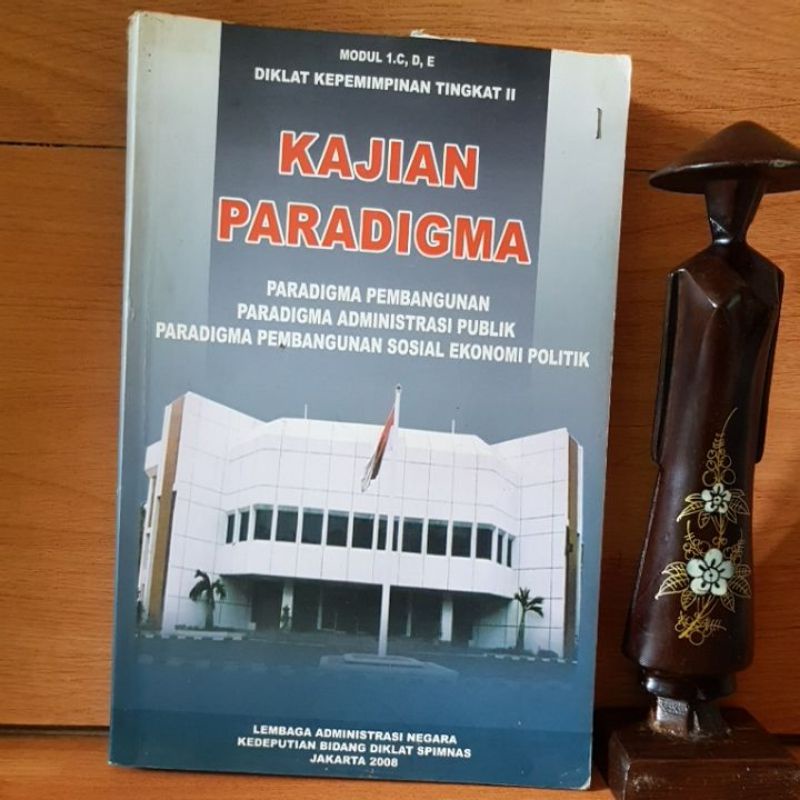 MODUL 1.C, D, E
DIKLAT KEPEMIMPINAN TINGKAT II
KAJIAN
PARADIGMA
PARADIGMA PEMBANGUNAN
PARADIGMA ADMINISTRASI PUBLIK
PARADIGMA PEMBANGUNAN SOSIAL EKONOMI POLITIK
LEMBAGA ADMINISTRASI NEGARA
KEDEPUTIAN BIDANG DIKLAT SPIMNAS
JAKARTA 2008